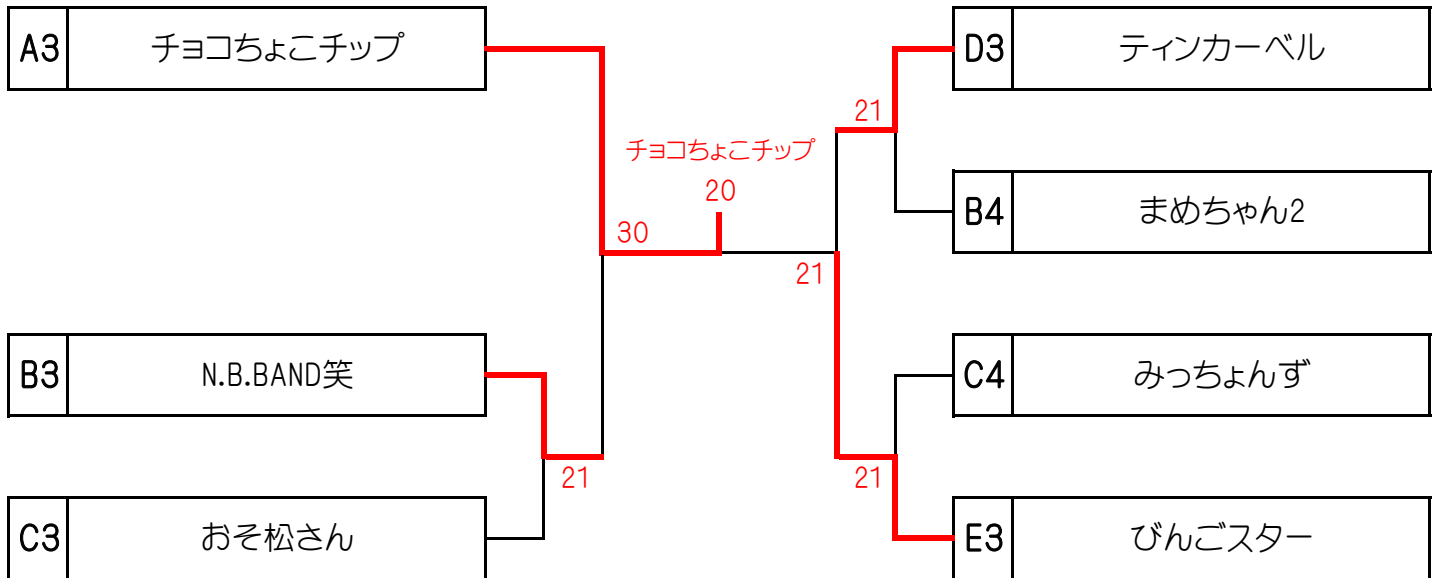 A3 チョコちょこチップ
D3 ティンカーベル
21
チョコちょこチップ
20
B4 まめちゃん2
30
21
B3 N.B.BAND笑
C4 みっちょんず
21
21
C3 おそ松さん
E3 びんごスター